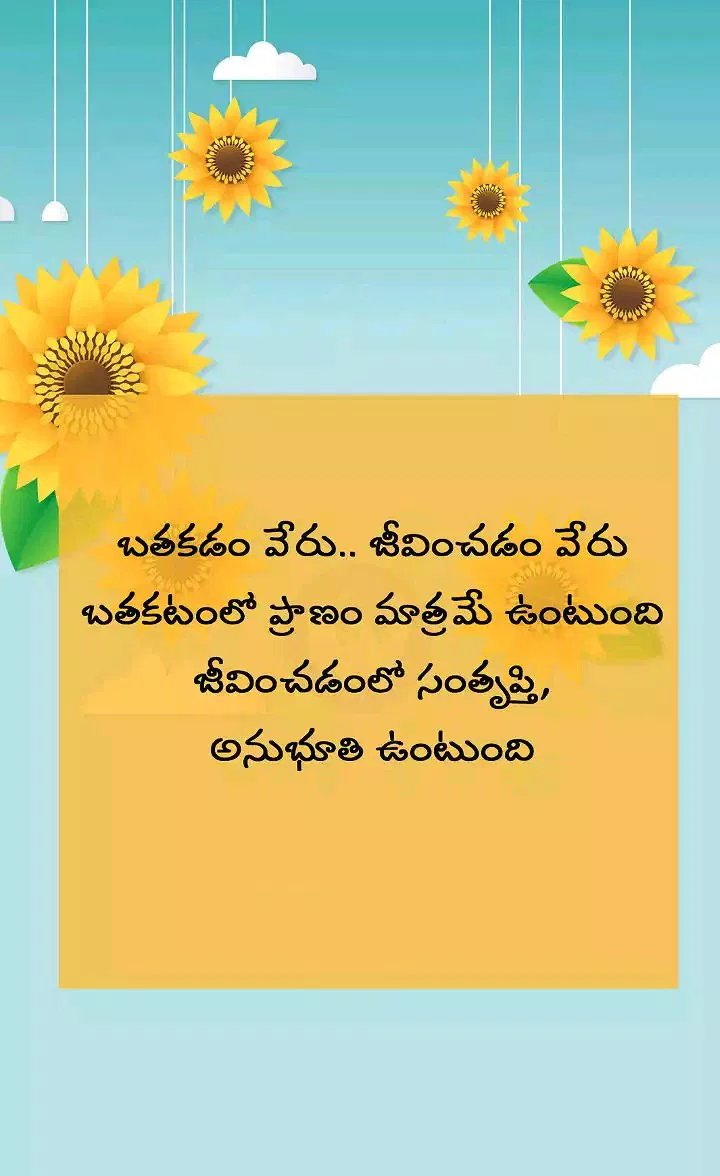 బతకడం వేరు.. జీవించడం వేరు
బతకటంలో ప్రాణం మాత్రమే ఉంటుంది
జీవించడంలో సంతృప్తి,
అనుభూతి ఉంటుంది